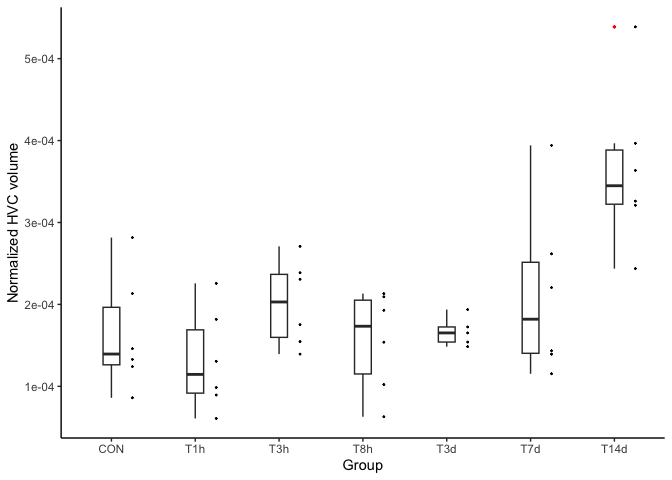 Normalized HVC volume
5e-04
4e-04
3e-04
2e-04
1e-04
CON T1h T3h T8h T3d T7d T14d
Group